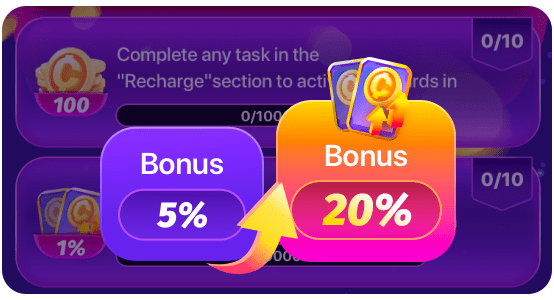 0/10
Complete any task in the
"Recharge"section to acti rds in
100
0/100
Bonus
5%
Bonus
20%
0/10
1%